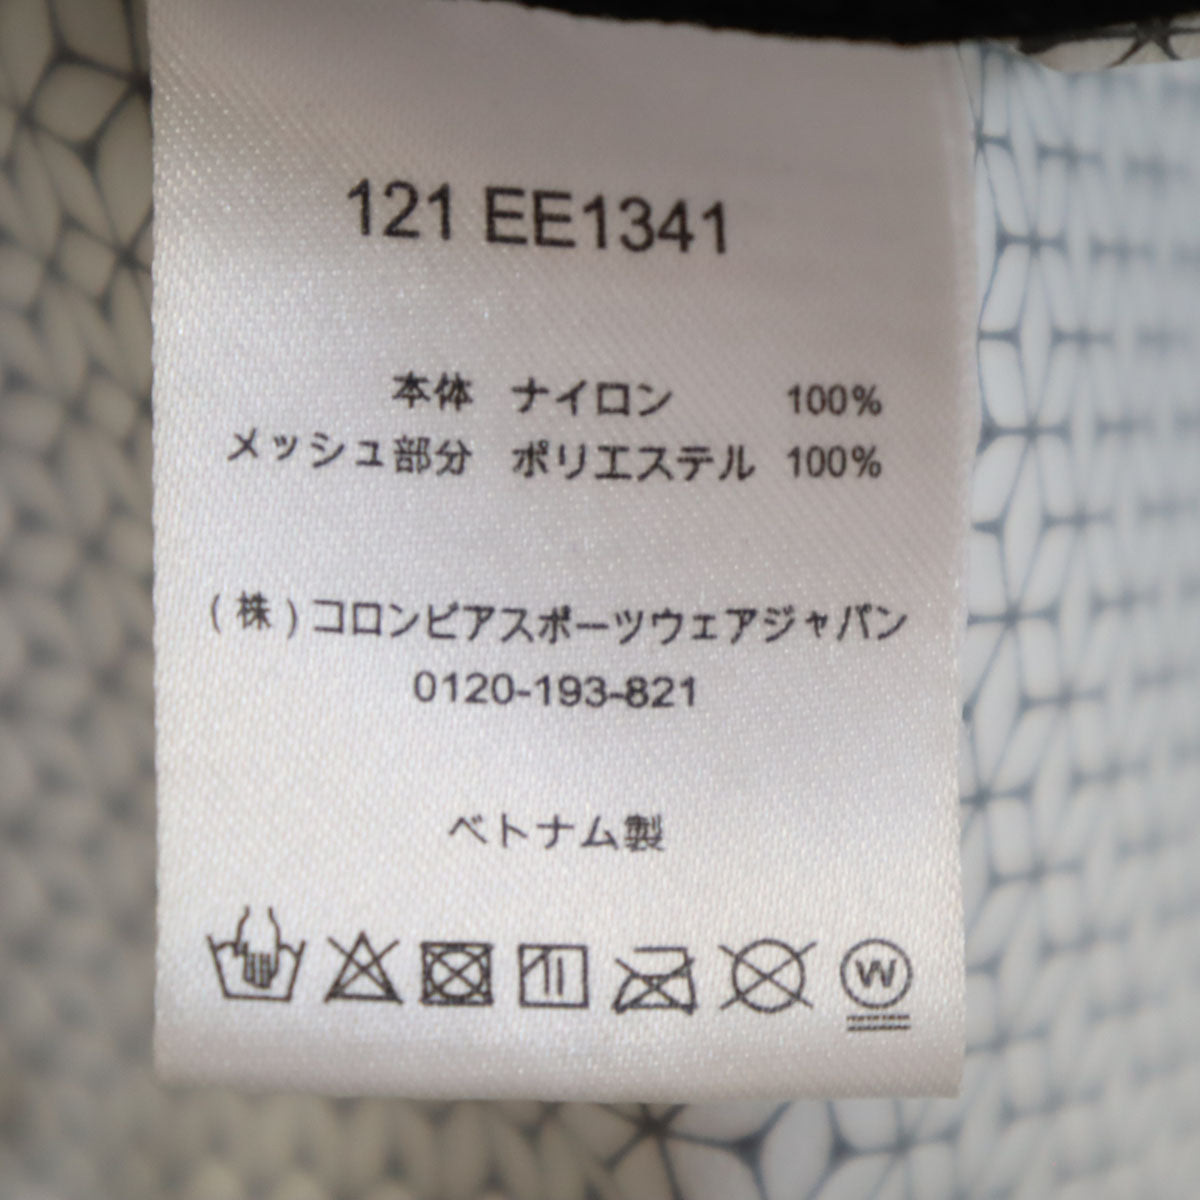 121 EE1341
本体 ナイロン 100%
メッシュ部分 ポリエステル 100%
(株)コロンビアスポーツウェアジャパン
0120-193-821
ベトナム製
W